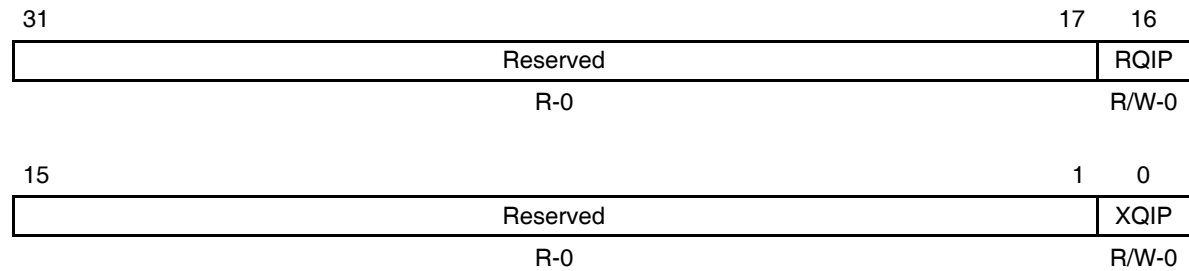 31 17 16
Reserved RQIP
R-0 R/W-0
15 1 0
Reserved XQIP
R-0 R/W-0